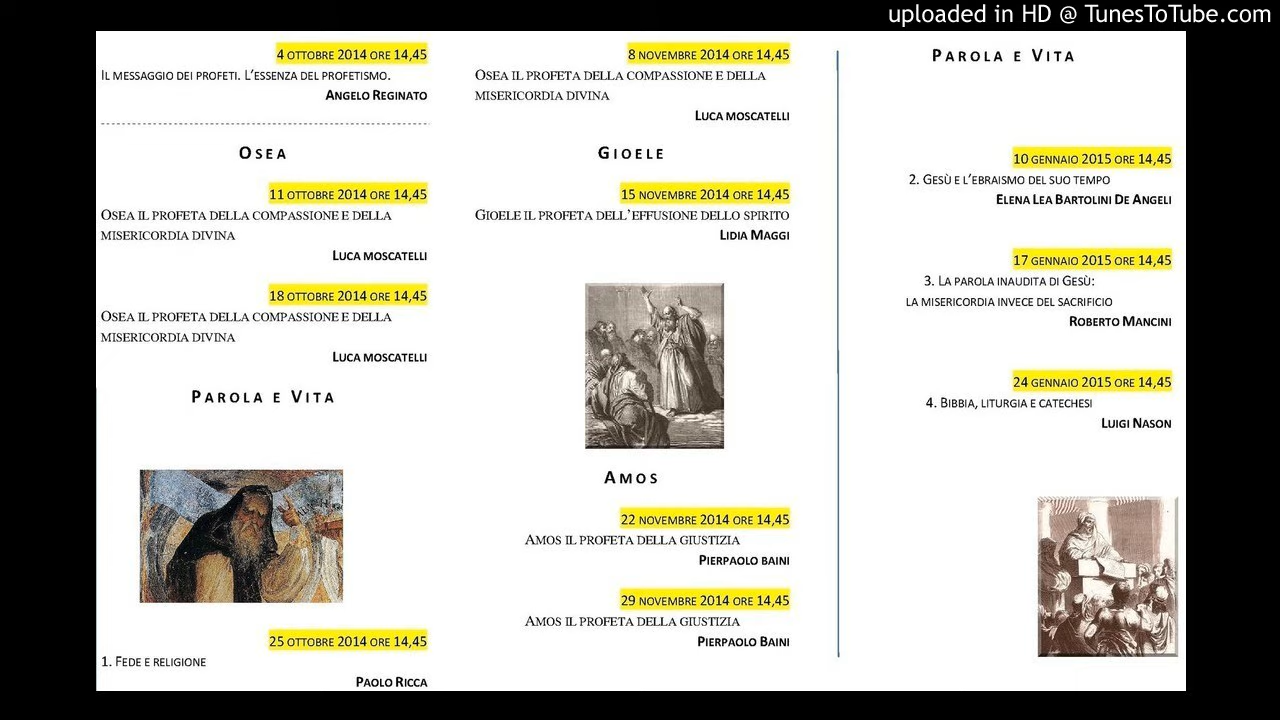 uploaded in HD @ TunesToTube.com
4 OTTOBRE 2014 ORE 14,45
IL MESSAGGIO DEI PROFETI. L'ESSENZA DEL PROFETISMO.
ANGELO REGINATO
OSEA
11 OTTOBRE 2014 ORE 14,45
OSEA IL PROFETA DELLA COMPASSIONE E DELLA
MISERICORDIA DIVINA
LUCA MOSCATELLI
18 OTTOBRE 2014 ORE 14,45
OSEA IL PROFETA DELLA COMPASSIONE E DELLA
MISERICORDIA DIVINA
LUCA MOSCATELLI
PAROLA E VITA
25 OTTOBRE 2014 ORE 14,45
1. FEDE E RELIGIONE
PAOLO RICCA
8 NOVEMBRE 2014 ORE 14,45
OSEA IL PROFETA DELLA COMPASSIONE E DELLA
MISERICORDIA DIVINA
LUCA MOSCATELLI
GIOELE
15 NOVEMBRE 2014 ORE 14,45
GIOELE IL PROFETA DELL'EFFUSIONE DELLO SPIRITO
LIDIA MAGGI
AMOS
22 NOVEMBRE 2014 ORE 14,45
AMOS IL PROFETA DELLA GIUSTIZIA
PIERPAOLO BAINI
29 NOVEMBRE 2014 ORE 14,45
AMOS IL PROFETA DELLA GIUSTIZIA
PIERPAOLO BAINI
PAROLA E VITA
10 GENNAIO 2015 ORE 14,45
2. GESÙ E L'EBRAISMO DEL SUO TEMPO
ELENA LEA BARTOLINI DE ANGELI
17 GENNAIO 2015 ORE 14,45
3. LA PAROLA INAUDITA DI GESÙ:
LA MISERICORDIA INVECE DEL SACRIFICIO
ROBERTO MANCINI
24 GENNAIO 2015 ORE 14,45
4. BIBBIA, LITURGIA E CATECHESI
LUIGI NASON